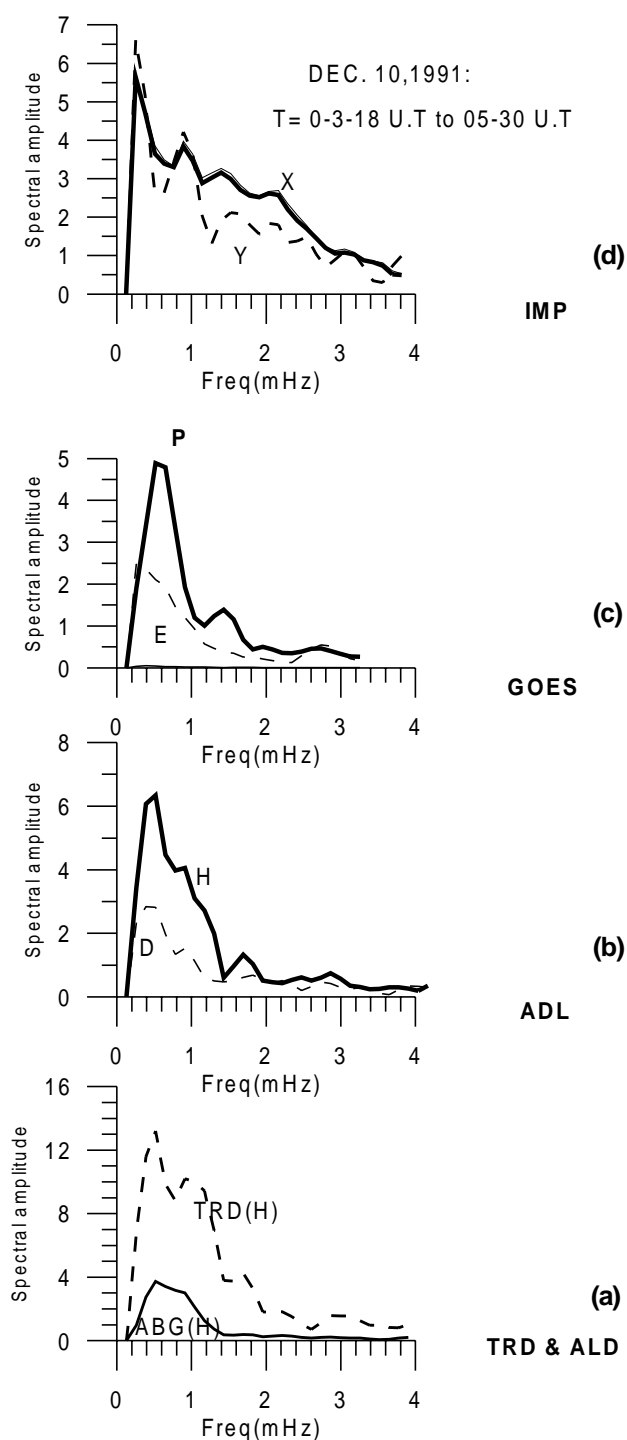 7
6
5
4
3
2
1
0
Spectral amplitude
DEC. 10,1991:
T= 0-3-18 U.T to 05-30 U.T
X
Y
(d)
IMP
0 1 2 3 4
Freq(mHz)
P
5
4
3
2
1
0
Spectral amplitude
E
(c)
GOES
0 1 2 3 4
Freq(mHz)
8
6
4
2
0
Spectral amplitude
H
D
(b)
ADL
0 1 2 3 4
Freq(mHz)
16
12
8
4
0
Spectral amplitude
TRD(H)
ABG(H)
(a)
TRD & ALD
0 1 2 3 4
Freq(mHz)